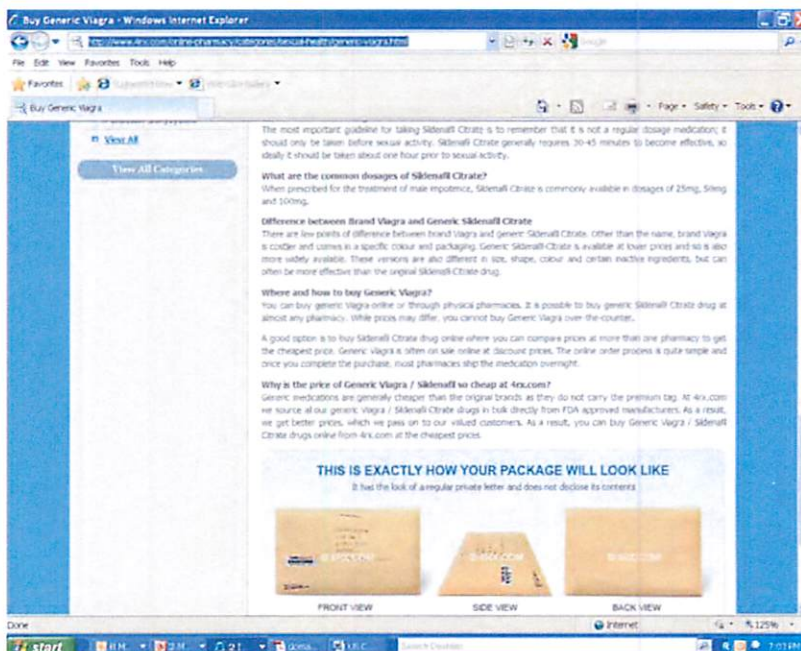 Buy Generic Viagra - Windows Internet Explorer
http://www.4rx.com/online-pharmacy/categories/sexual-health/generic-viagra.html
File Edit View Favorites Tools Help
Favorites
Buy Generic Viagra
Page Safety Tools
View All
View All Categories
The most important guideline for taking Sildenafil Citrate is to remember that it is not a regular dosage medication; it
should only be taken before sexual activity. Sildenafil Citrate generally requires 30-45 minutes to become effective, so
ideally it should be taken about one hour prior to sexual activity.
What are the common dosages of Sildenafil Citrate?
When prescribed for the treatment of male impotence, Sildenafil Citrate is commonly available in dosages of 25mg, 50mg
and 100mg.
Difference between Brand Viagra and Generic Sildenafil Citrate
There are few points of difference between brand Viagra and generic Sildenafil Citrate. Other than the name, brand Viagra
is costlier and comes in a specific colour and packaging. Generic Sildenafil Citrate is available at lower prices and so is also
more widely available. These versions are also different in size, shape, colour and certain inactive ingredients, but can
often be more effective than the original Sildenafil Citrate drug.
Where and how to buy Generic Viagra?
You can buy generic Viagra online or through physical pharmacies. It is possible to buy generic Sildenafil Citrate drug at
almost any pharmacy. While prices may differ, you cannot buy Generic Viagra over-the-counter.
A good option is to buy Sildenafil Citrate drug online where you can compare prices at more than one pharmacy to get
the cheapest price. Generic Viagra is often on sale online at discount prices. The online order process is quite simple and
once you complete the purchase, most pharmacies ship the medication overnight.
Why is the price of Generic Viagra / Sildenafil so cheap at 4rx.com?
Generic medications are generally cheaper than the original brands as they do not carry the premium tag. At 4rx.com
we source all our generic Viagra / Sildenafil Citrate drugs in bulk directly from FDA approved manufacturers. As a result,
we get better prices, which we pass on to our valued customers. As a result, you can buy Generic Viagra / Sildenafil
Citrate drugs online from 4rx.com at the cheapest prices.
THIS IS EXACTLY HOW YOUR PACKAGE WILL LOOK LIKE
It has the look of a regular private letter and does not disclose its contents
FRONT VIEW
SIDE VIEW
BACK VIEW
Done
Internet
125%
start
Search Desktop
7:01 PM